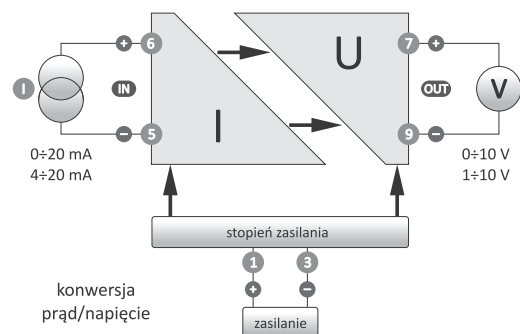 + 6
7 +
I
IN
I
U
OUT
V
− 5
9 −
0÷20 mA
4÷20 mA
0÷10 V
1÷10 V
stopień zasilania
1 3
+ −
konwersja
prąd/napięcie
zasilanie